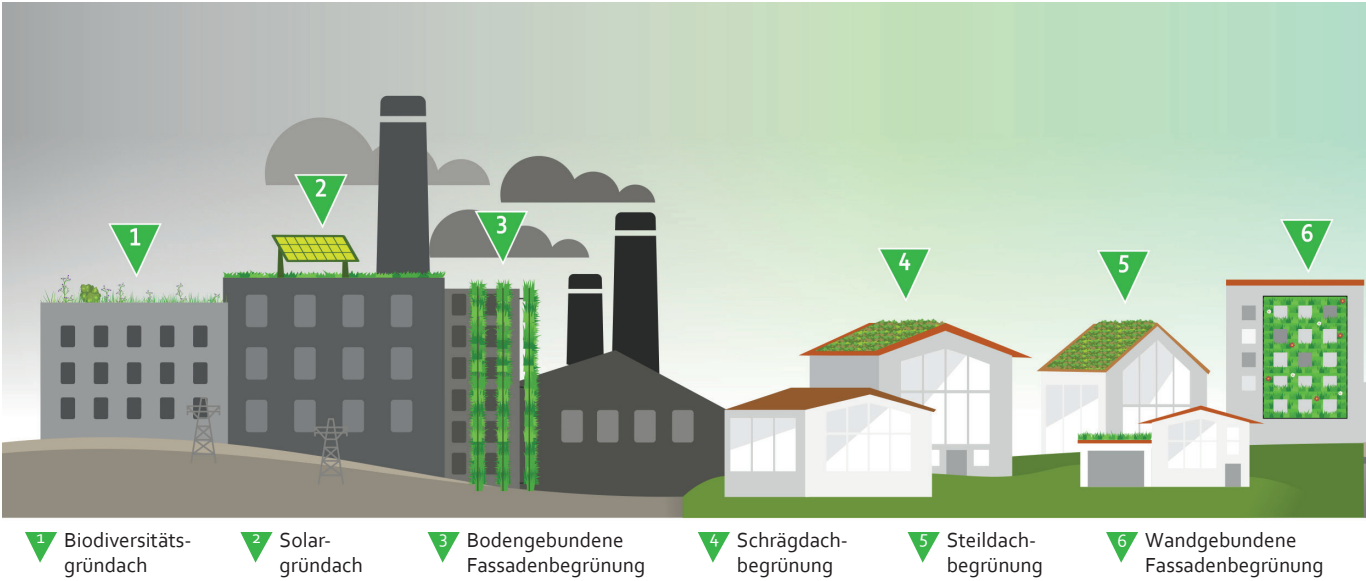 1
2
3
4
5
6
1 Biodiversitäts-
gründach
2 Solar-
gründach
3 Bodengebundene
Fassadenbegrünung
4 Schrägdach-
begrünung
5 Steildach-
begrünung
6 Wandgebundene
Fassadenbegrünung